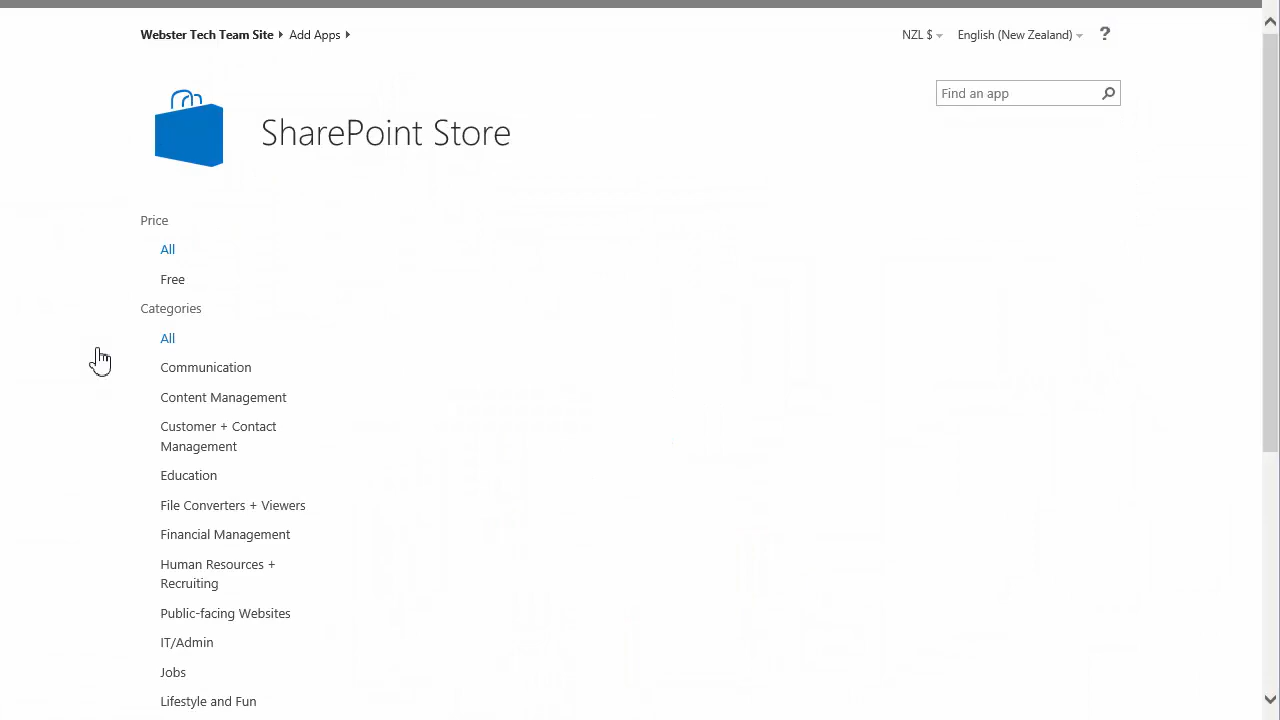 Webster Tech Team Site Add Apps
NZL $ English (New Zealand) ?
Find an app
SharePoint Store
Price
All
Free
Categories
All
Communication
Content Management
Customer + Contact
Management
Education
File Converters + Viewers
Financial Management
Human Resources +
Recruiting
Public-facing Websites
IT/Admin
Jobs
Lifestyle and Fun